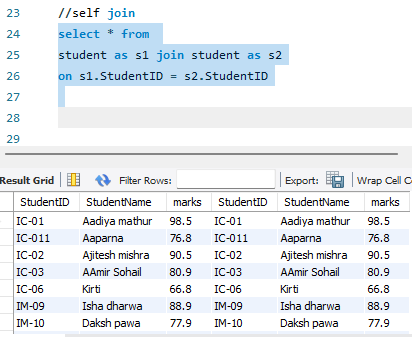 23 //self join
24 select * from
25 student as s1 join student as s2
26 on s1.StudentID = s2.StudentID
27
28
29
Result Grid Filter Rows: Export: Wrap Cell Co
StudentID StudentName marks StudentID StudentName marks
IC-01 Aadiya mathur 98.5 IC-01 Aadiya mathur 98.5
IC-011 Aaparna 76.8 IC-011 Aaparna 76.8
IC-02 Ajitesh mishra 90.5 IC-02 Ajitesh mishra 90.5
IC-03 AAmir Sohail 80.9 IC-03 AAmir Sohail 80.9
IC-06 Kirti 66.8 IC-06 Kirti 66.8
IM-09 Isha dharwa 88.9 IM-09 Isha dharwa 88.9
IM-10 Daksh pawa 77.9 IM-10 Daksh pawa 77.9